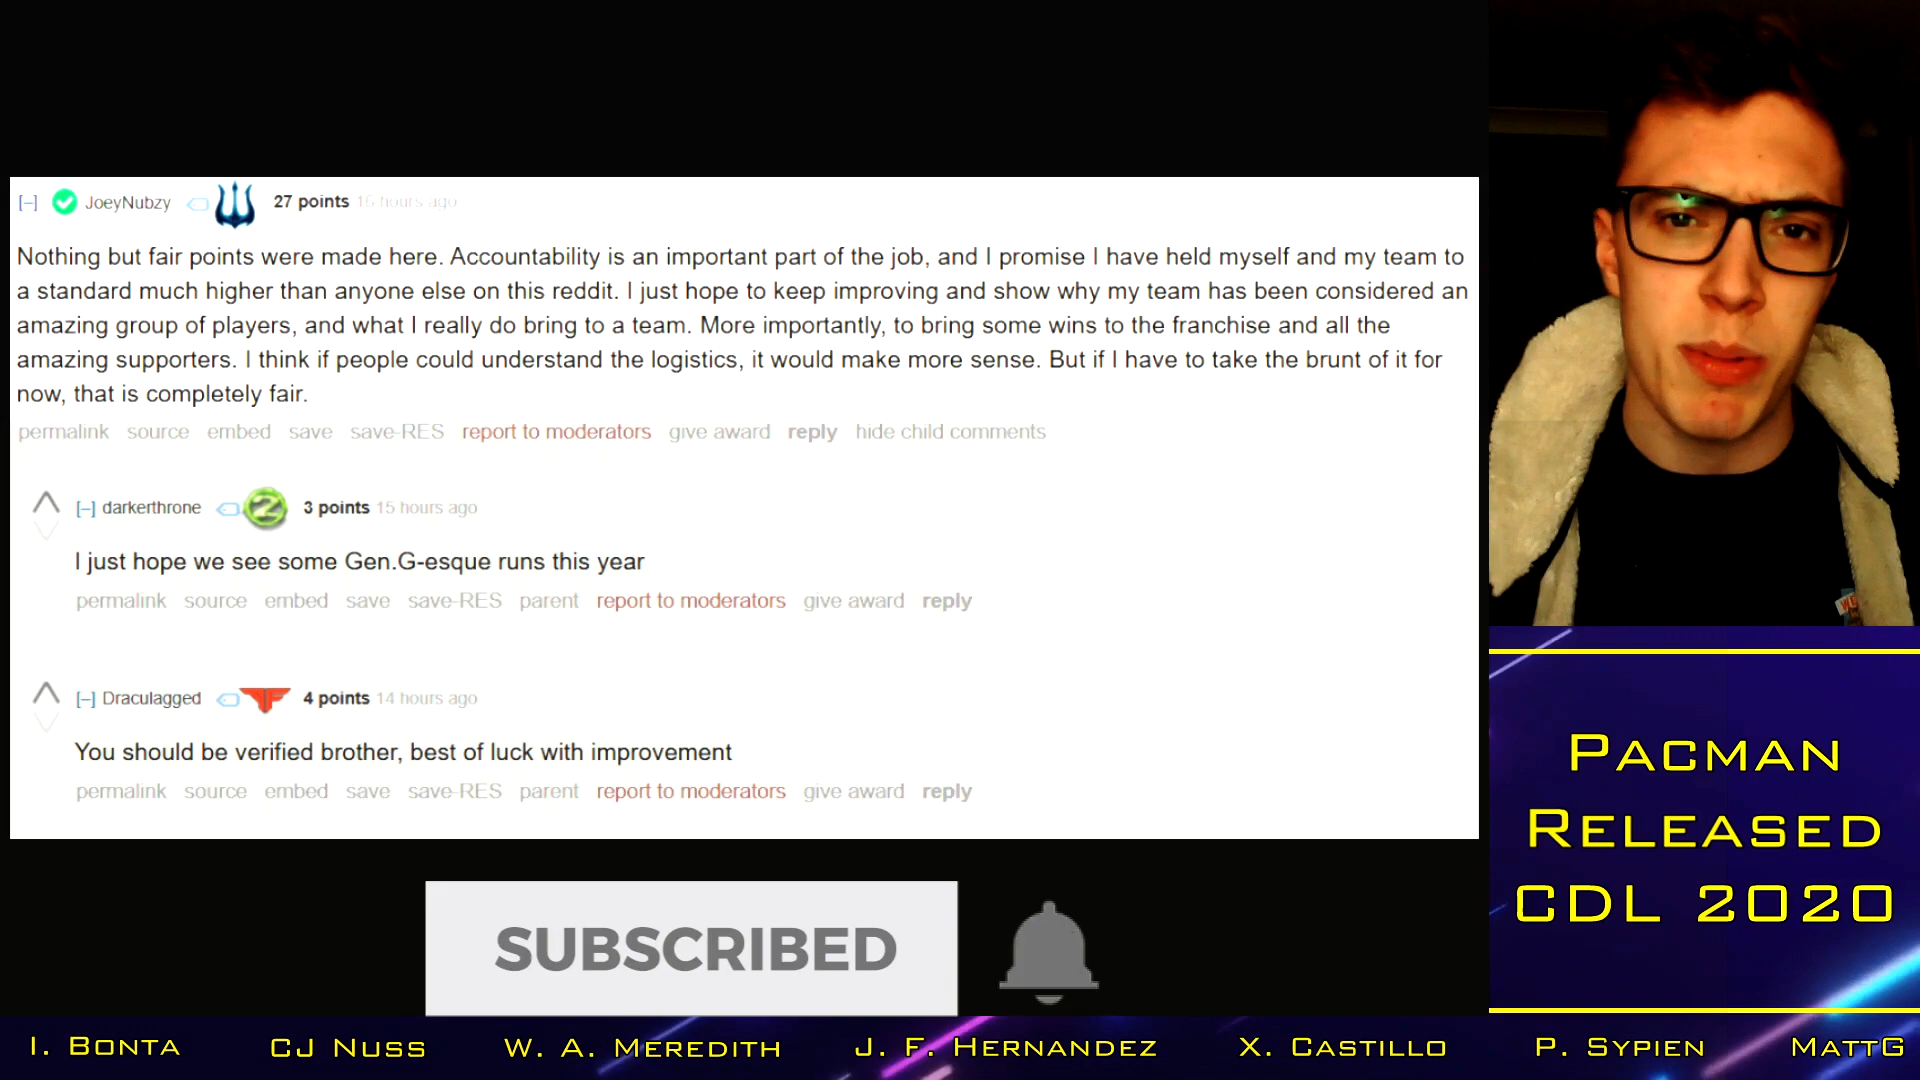 [–] JoeyNubzy 27 points 15 hours ago
Nothing but fair points were made here. Accountability is an important part of the job, and I promise I have held myself and my team to
a standard much higher than anyone else on this reddit. I just hope to keep improving and show why my team has been considered an
amazing group of players, and what I really do bring to a team. More importantly, to bring some wins to the franchise and all the
amazing supporters. I think if people could understand the logistics, it would make more sense. But if I have to take the brunt of it for
now, that is completely fair.
permalink source embed save save-RES report to moderators give award reply hide child comments
[–] darkerthrone 3 points 15 hours ago
I just hope we see some Gen.G-esque runs this year
permalink source embed save save-RES parent report to moderators give award reply
[–] Draculagged 4 points 14 hours ago
You should be verified brother, best of luck with improvement
permalink source embed save save-RES parent report to moderators give award reply
SUBSCRIBED
Pacman
Released
CDL 2020
I. Bonta CJ Nuss W. A. Meredith J. F. Hernandez X. Castillo P. Sypien MattG